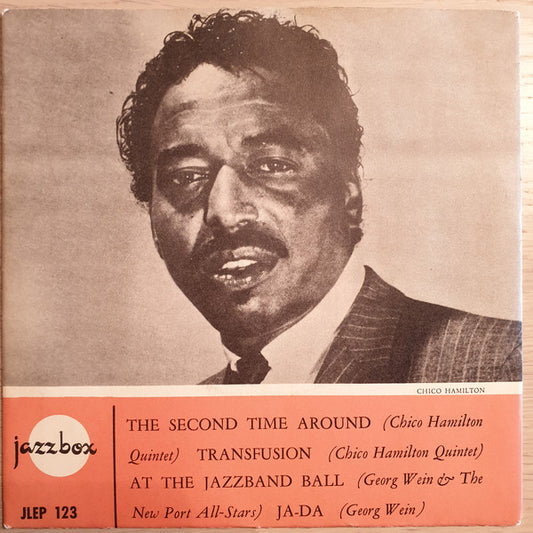 CHICO HAMILTON
jazzbox
JLEP 123
THE SECOND TIME AROUND (Chico Hamilton
Quintet) TRANSFUSION (Chico Hamilton Quintet)
AT THE JAZZBAND BALL (Georg Wein & The
New Port All-Stars) JA-DA (Georg Wein)